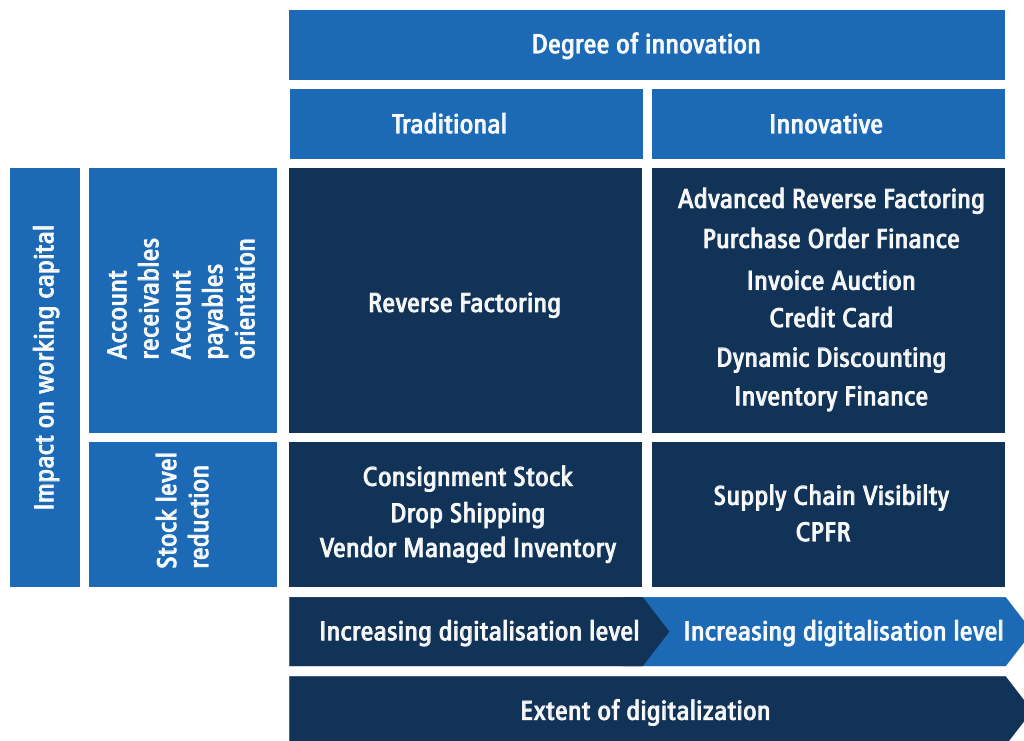 Degree of innovation
Traditional
Innovative
Impact on working capital
Account
receivables
Account
payables
orientation
Reverse Factoring
Advanced Reverse Factoring
Purchase Order Finance
Invoice Auction
Credit Card
Dynamic Discounting
Inventory Finance
Stock level
reduction
Consignment Stock
Drop Shipping
Vendor Managed Inventory
Supply Chain Visibilty
CPFR
Increasing digitalisation level
Increasing digitalisation level
Extent of digitalization